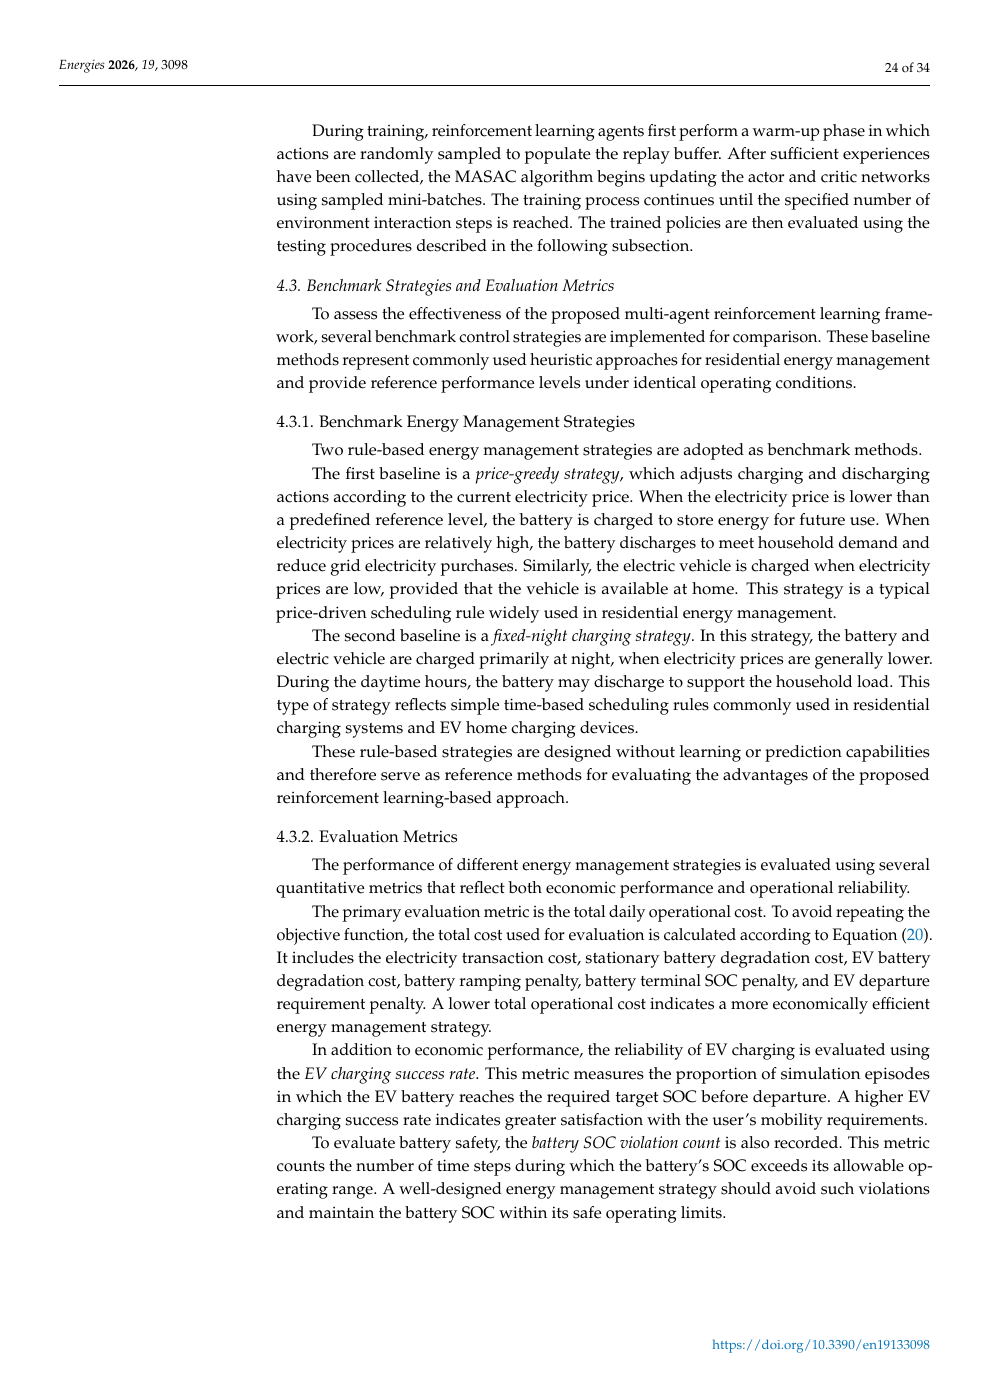 Energies 2026, 19, 3098
24 of 34
During training, reinforcement learning agents first perform a warm-up phase in which
actions are randomly sampled to populate the replay buffer. After sufficient experiences
have been collected, the MASAC algorithm begins updating the actor and critic networks
using sampled mini-batches. The training process continues until the specified number of
environment interaction steps is reached. The trained policies are then evaluated using the
testing procedures described in the following subsection.
4.3. Benchmark Strategies and Evaluation Metrics
To assess the effectiveness of the proposed multi-agent reinforcement learning frame-
work, several benchmark control strategies are implemented for comparison. These baseline
methods represent commonly used heuristic approaches for residential energy management
and provide reference performance levels under identical operating conditions.
4.3.1. Benchmark Energy Management Strategies
Two rule-based energy management strategies are adopted as benchmark methods.
The first baseline is a price-greedy strategy, which adjusts charging and discharging
actions according to the current electricity price. When the electricity price is lower than
a predefined reference level, the battery is charged to store energy for future use. When
electricity prices are relatively high, the battery discharges to meet household demand and
reduce grid electricity purchases. Similarly, the electric vehicle is charged when electricity
prices are low, provided that the vehicle is available at home. This strategy is a typical
price-driven scheduling rule widely used in residential energy management.
The second baseline is a fixed-night charging strategy. In this strategy, the battery and
electric vehicle are charged primarily at night, when electricity prices are generally lower.
During the daytime hours, the battery may discharge to support the household load. This
type of strategy reflects simple time-based scheduling rules commonly used in residential
charging systems and EV home charging devices.
These rule-based strategies are designed without learning or prediction capabilities
and therefore serve as reference methods for evaluating the advantages of the proposed
reinforcement learning-based approach.
4.3.2. Evaluation Metrics
The performance of different energy management strategies is evaluated using several
quantitative metrics that reflect both economic performance and operational reliability.
The primary evaluation metric is the total daily operational cost. To avoid repeating the
objective function, the total cost used for evaluation is calculated according to Equation (20).
It includes the electricity transaction cost, stationary battery degradation cost, EV battery
degradation cost, battery ramping penalty, battery terminal SOC penalty, and EV departure
requirement penalty. A lower total operational cost indicates a more economically efficient
energy management strategy.
In addition to economic performance, the reliability of EV charging is evaluated using
the EV charging success rate. This metric measures the proportion of simulation episodes
in which the EV battery reaches the required target SOC before departure. A higher EV
charging success rate indicates greater satisfaction with the user's mobility requirements.
To evaluate battery safety, the battery SOC violation count is also recorded. This metric
counts the number of time steps during which the battery's SOC exceeds its allowable op-
erating range. A well-designed energy management strategy should avoid such violations
and maintain the battery SOC within its safe operating limits.
https://doi.org/10.3390/en19133098